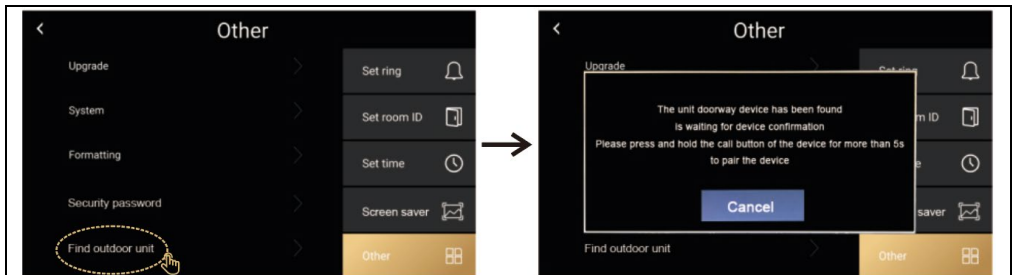 Other
Upgrade
System
Formatting
Security password
Find outdoor unit
Set ring
Set room ID
Set time
Screen saver
Other
Other
Upgrade
Set ring
The unit doorway device has been found
is waiting for device confirmation
Please press and hold the call button of the device for more than 5s
to pair the device
Cancel
m ID
e
saver
Find outdoor unit
Other